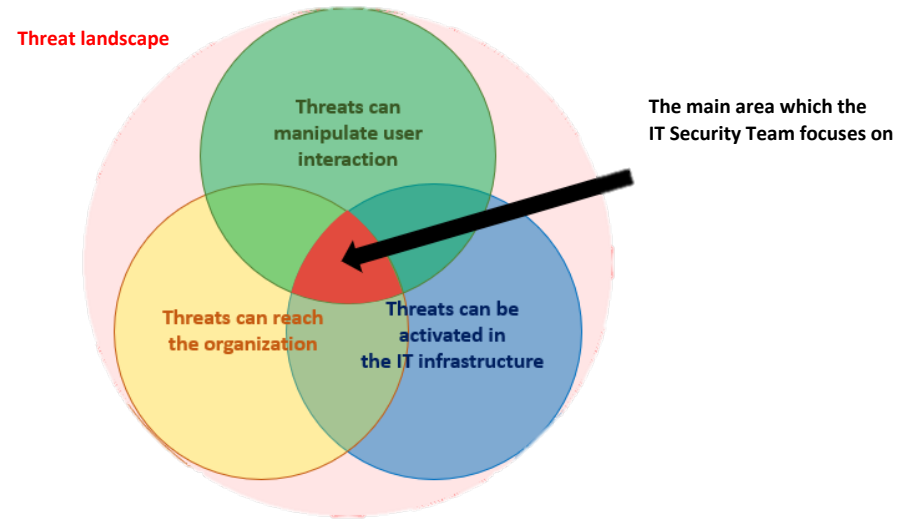 Threat landscape
The main area which the
IT Security Team focuses on
Threats can
manipulate user
interaction
Threats can reach
the organization
Threats can be
activated in
the IT infrastructure